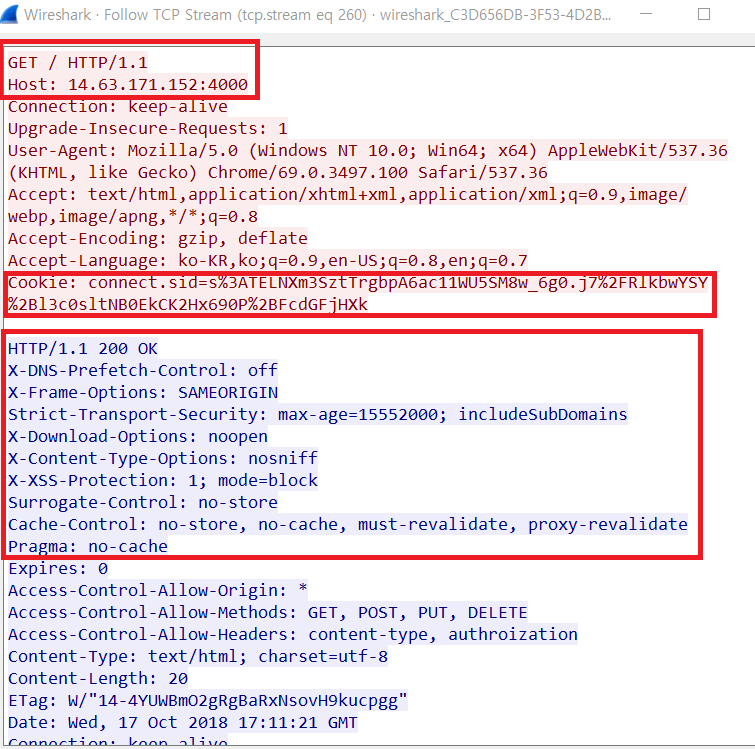 Wireshark · Follow TCP Stream (tcp.stream eq 260) · wireshark_C3D656DB-3F53-4D2B...
GET / HTTP/1.1
Host: 14.63.171.152:4000
Connection: keep-alive
Upgrade-Insecure-Requests: 1
User-Agent: Mozilla/5.0 (Windows NT 10.0; Win64; x64) AppleWebKit/537.36
(KHTML, like Gecko) Chrome/69.0.3497.100 Safari/537.36
Accept: text/html,application/xhtml+xml,application/xml;q=0.9,image/
webp,image/apng,*/*;q=0.8
Accept-Encoding: gzip, deflate
Accept-Language: ko-KR,ko;q=0.9,en-US;q=0.8,en;q=0.7
Cookie: connect.sid=s%3ATELNXm3SztTrgbpA6ac11WU5SM8w_6g0.j7%2FRlkbwYSY
%2Bl3c0sltNB0EkCK2Hx690P%2BFcdGFjHXk
HTTP/1.1 200 OK
X-DNS-Prefetch-Control: off
X-Frame-Options: SAMEORIGIN
Strict-Transport-Security: max-age=15552000; includeSubDomains
X-Download-Options: noopen
X-Content-Type-Options: nosniff
X-XSS-Protection: 1; mode=block
Surrogate-Control: no-store
Cache-Control: no-store, no-cache, must-revalidate, proxy-revalidate
Pragma: no-cache
Expires: 0
Access-Control-Allow-Origin: *
Access-Control-Allow-Methods: GET, POST, PUT, DELETE
Access-Control-Allow-Headers: content-type, authroization
Content-Type: text/html; charset=utf-8
Content-Length: 20
ETag: W/"14-4YUWBmO2gRgBaRxNsovH9kucpgg"
Date: Wed, 17 Oct 2018 17:11:21 GMT
Connection: keep-alive